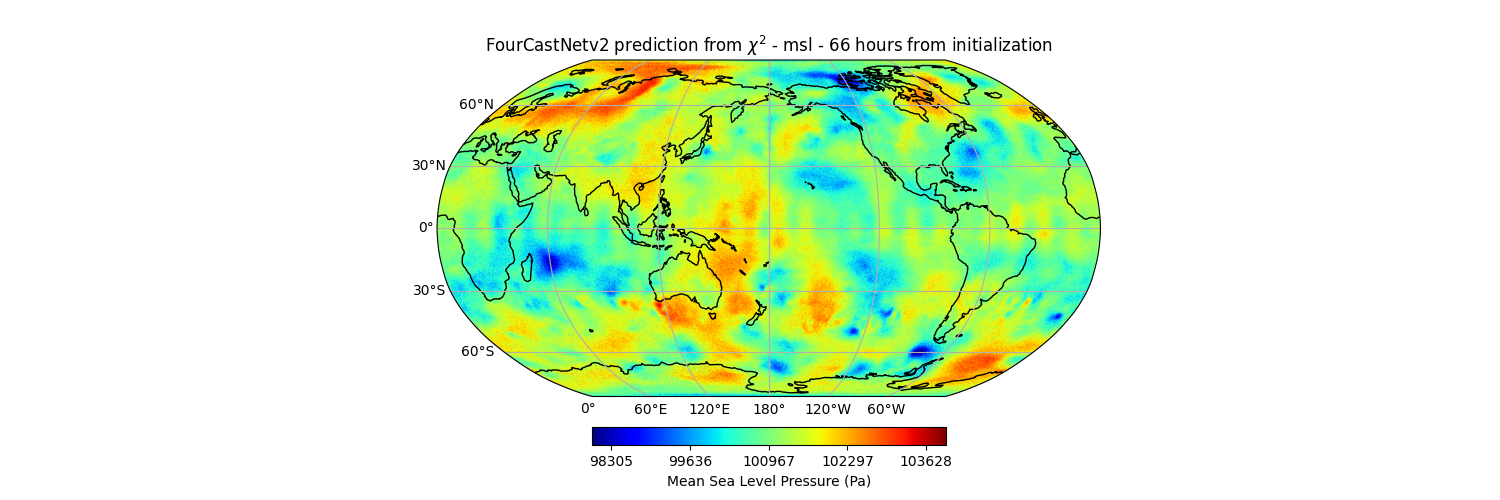 FourCastNetv2 prediction from χ² - msl - 66 hours from initialization
60°N
30°N
0°
30°S
60°S
0° 60°E 120°E 180° 120°W 60°W
98305 99636 100967 102297 103628
Mean Sea Level Pressure (Pa)